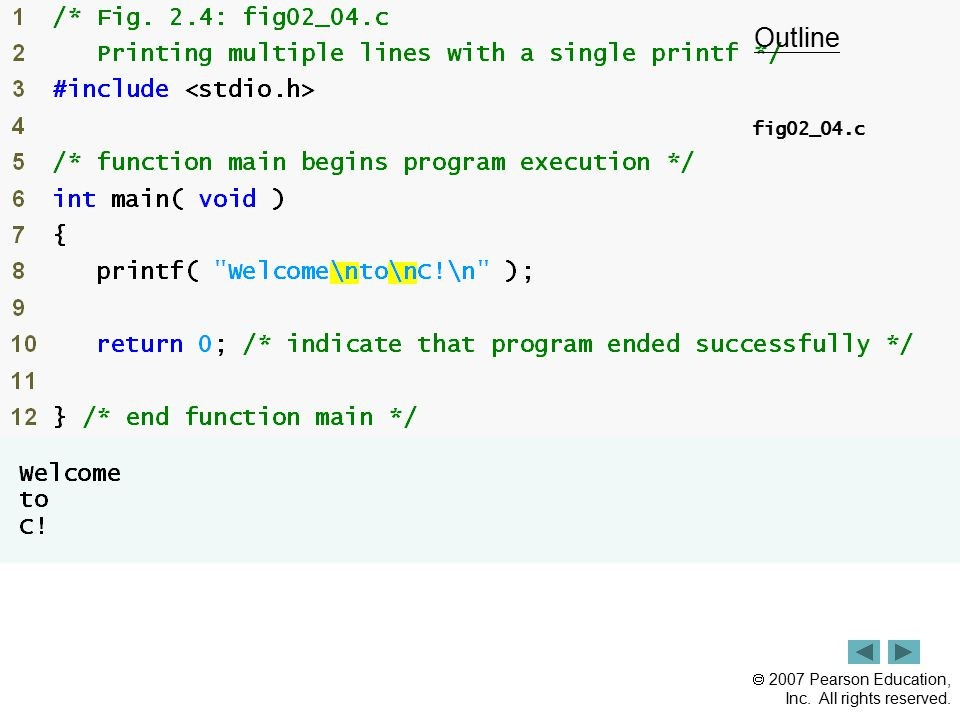 1 /* Fig. 2.4: fig02_04.c
Outline
2    Printing multiple lines with a single printf */
3 #include <stdio.h>
4
fig02_04.c
5 /* function main begins program execution */
6 int main( void )
7 {
8    printf( "Welcome\nto\nC!\n" );
9
10    return 0; /* indicate that program ended successfully */
11
12 } /* end function main */
Welcome
to
C!
© 2007 Pearson Education,
Inc. All rights reserved.